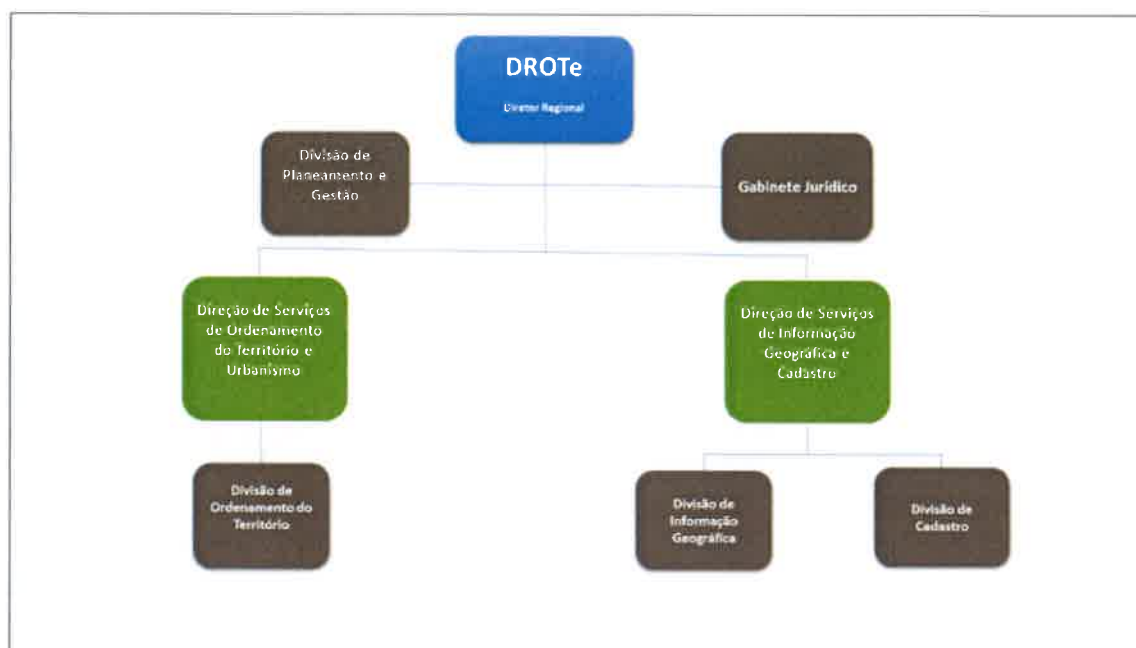 DROTe
Diretor Regional
Divisão de
Planeamento e
Gestão
Gabinete Jurídico
Direção de Serviços
de Ordenamento
do Território e
Urbanismo
Direção de Serviços
de Informação
Geográfica e
Cadastro
Divisão de
Ordenamento do
Território
Divisão de
Informação
Geográfica
Divisão de
Cadastro